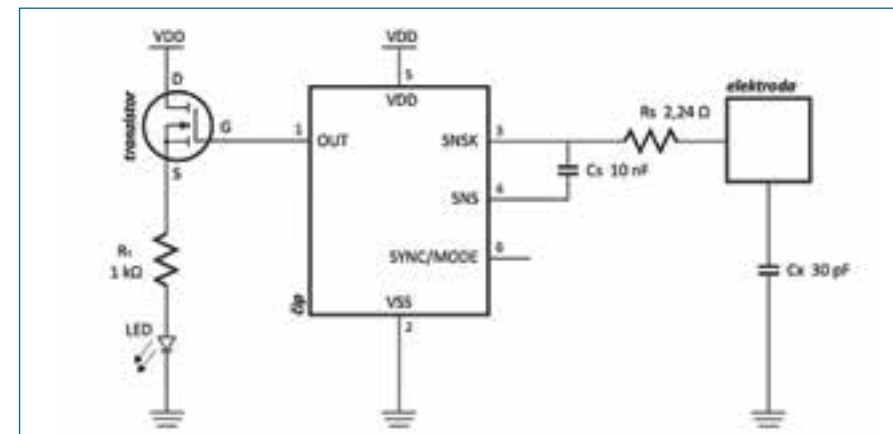 VDD
VDD
D
5
tranzistor
VDD
elektroda
G
1
OUT
SNSK
3
Rs 2,24 Ω
S
Cs 10 nF
SNS
4
R₁
1 kΩ
SYNC/MODE
6
Cx 30 pF
čip
VSS
LED
2